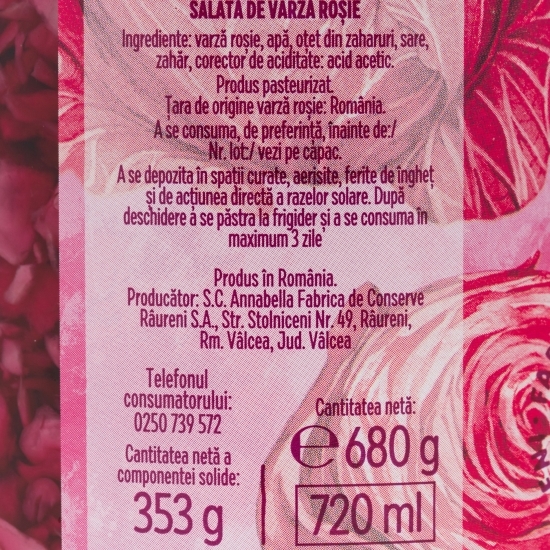 SALATĂ DE VARZĂ ROȘIE
Ingrediente: varză roșie, apă, oțet din zaharuri, sare,
zahăr, corector de aciditate: acid acetic.
Produs pasteurizat.
Țara de origine varză roșie: România.
A se consuma, de preferință, înainte de:/
Nr. lot:/ vezi pe capac.
A se depozita în spații curate, aerisite, ferite de îngheț
și de acțiunea directă a razelor solare. După
deschidere a se păstra la frigider și a se consuma în
maximum 3 zile
Produs în România.
Producător: S.C. Annabella Fabrica de Conserve
Râureni S.A., Str. Stolniceni Nr. 49, Râureni,
Rm. Vâlcea, Jud. Vâlcea
Telefonul
consumatorului:
0250 739 572
Cantitatea netă a
componentei solide:
353 g
Cantitatea netă:
℮ 680 g
720 ml